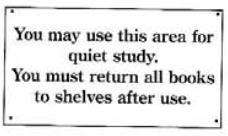 You may use this area for
quiet study.
You must return all books
to shelves after use.